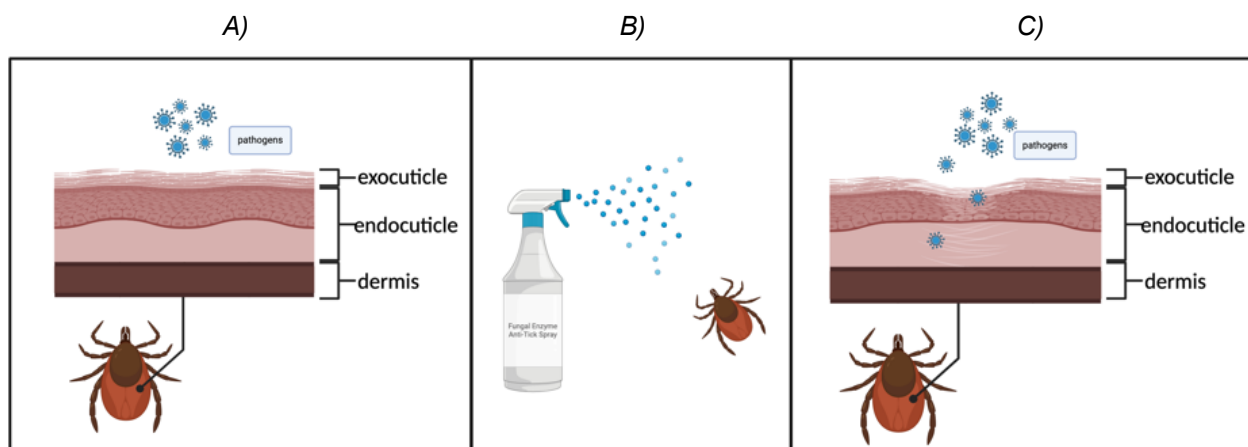 A)
B)
C)
pathogens
exocuticle
endocuticle
dermis
Fungal Enzyme
Anti-Tick Spray
pathogens
exocuticle
endocuticle
dermis